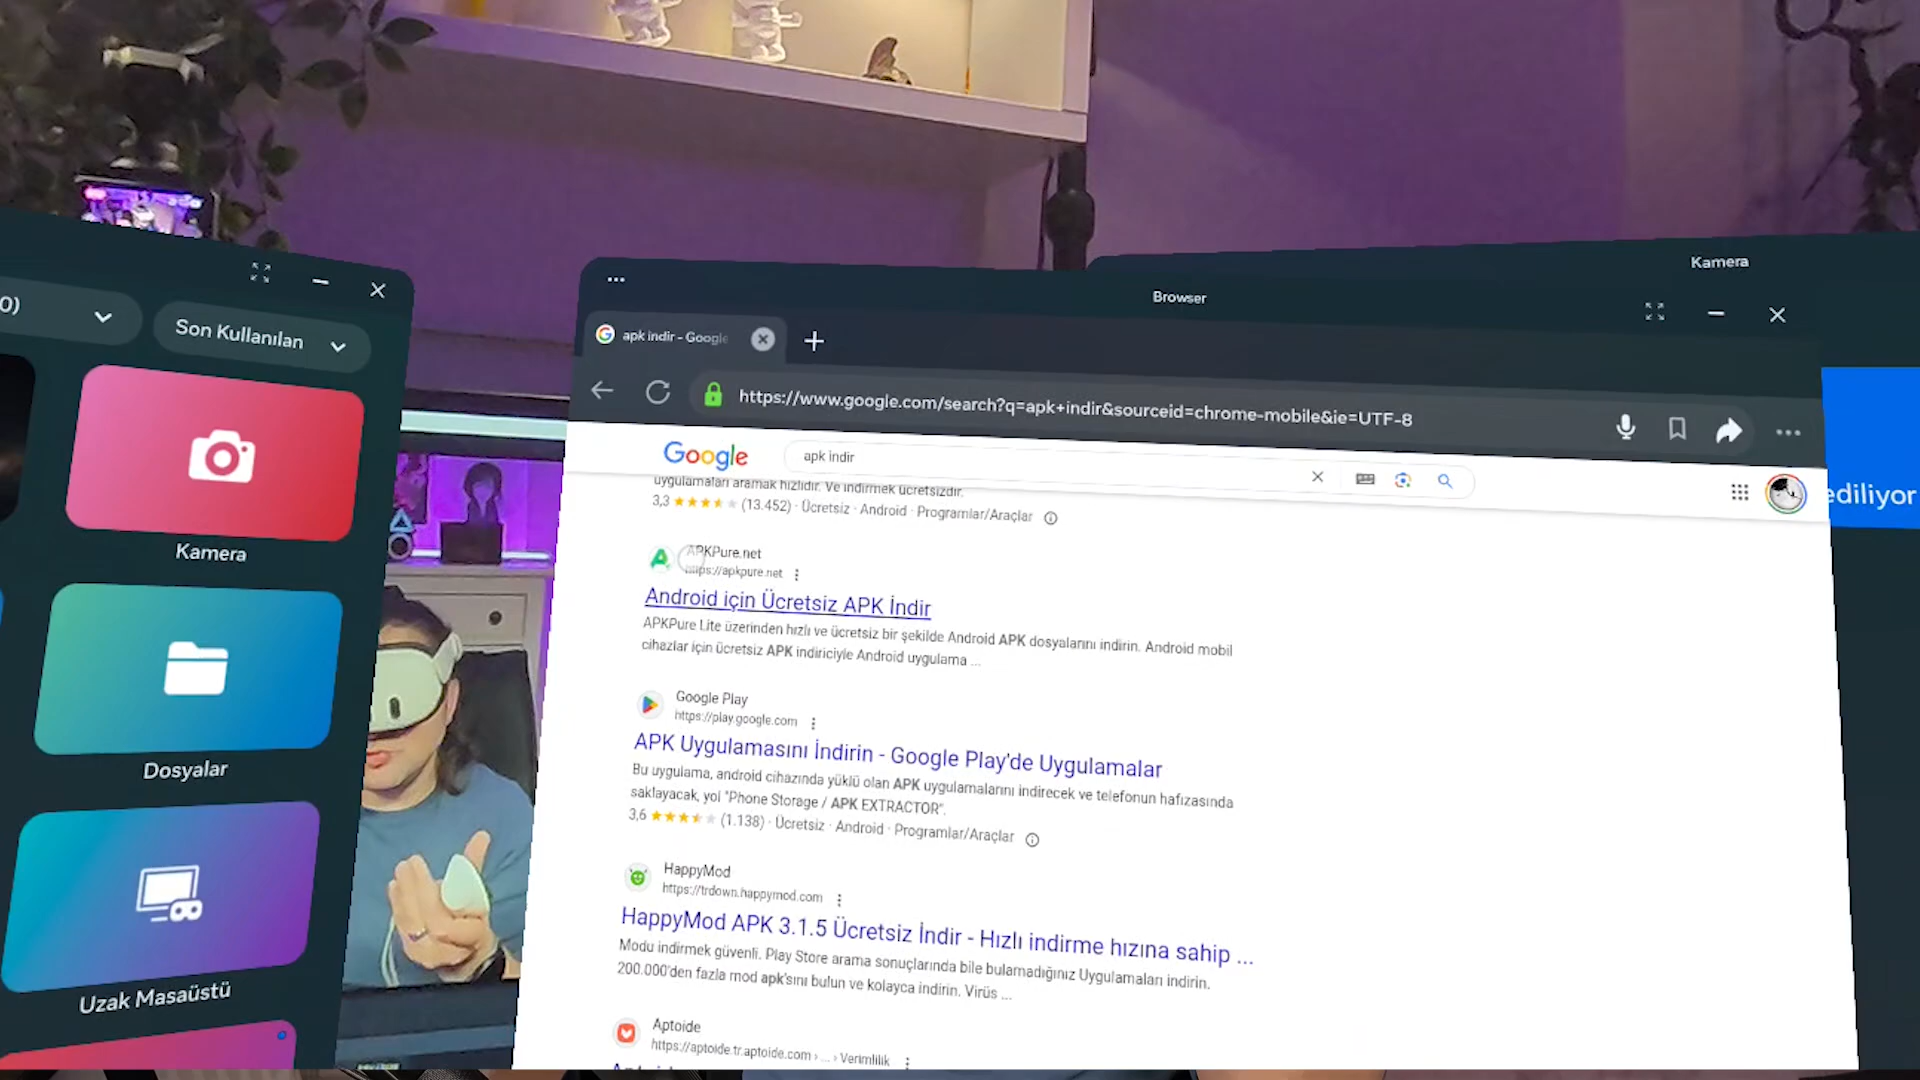 0)
Son Kullanılan
Kamera
Dosyalar
Uzak Masaüstü
Browser
Kamera
apk indir - Google
https://www.google.com/search?q=apk+indir&sourceid=chrome-mobile&ie=UTF-8
Google
apk indir
ediliyor
uygulamaları aramak hızlıdır. Ve indirmek ücretsizdir.
3,3 (13.452) · Ücretsiz · Android · Programlar/Araçlar
APKPure.net
https://apkpure.net
Android için Ücretsiz APK İndir
APKPure Lite üzerinden hızlı ve ücretsiz bir şekilde Android APK dosyalarını indirin. Android mobil
cihazlar için ücretsiz APK indiriciyle Android uygulama ...
Google Play
https://play.google.com
APK Uygulamasını İndirin - Google Play'de Uygulamalar
Bu uygulama, android cihazında yüklü olan APK uygulamalarını indirecek ve telefonun hafızasında
saklayacak, yol "Phone Storage / APK EXTRACTOR".
3,6 (1.138) · Ücretsiz · Android · Programlar/Araçlar
HappyMod
https://trdown.happymod.com
HappyMod APK 3.1.5 Ücretsiz İndir - Hızlı indirme hızına sahip ...
Modu indirmek güvenli. Play Store arama sonuçlarında bile bulamadığınız Uygulamaları indirin.
200.000'den fazla mod apk'sını bulun ve kolayca indirin. Virüs ...
Aptoide
https://aptoide.tr.aptoide.com › ... › Verimlilik